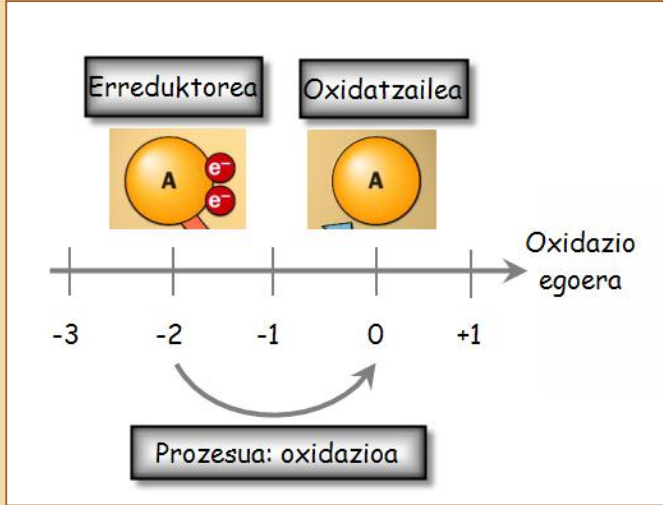 Erreduktorea
Oxidatzailea
A
e⁻
e⁻
A
Oxidazio
egoera
-3 -2 -1 0 +1
Prozesua: oxidazioa